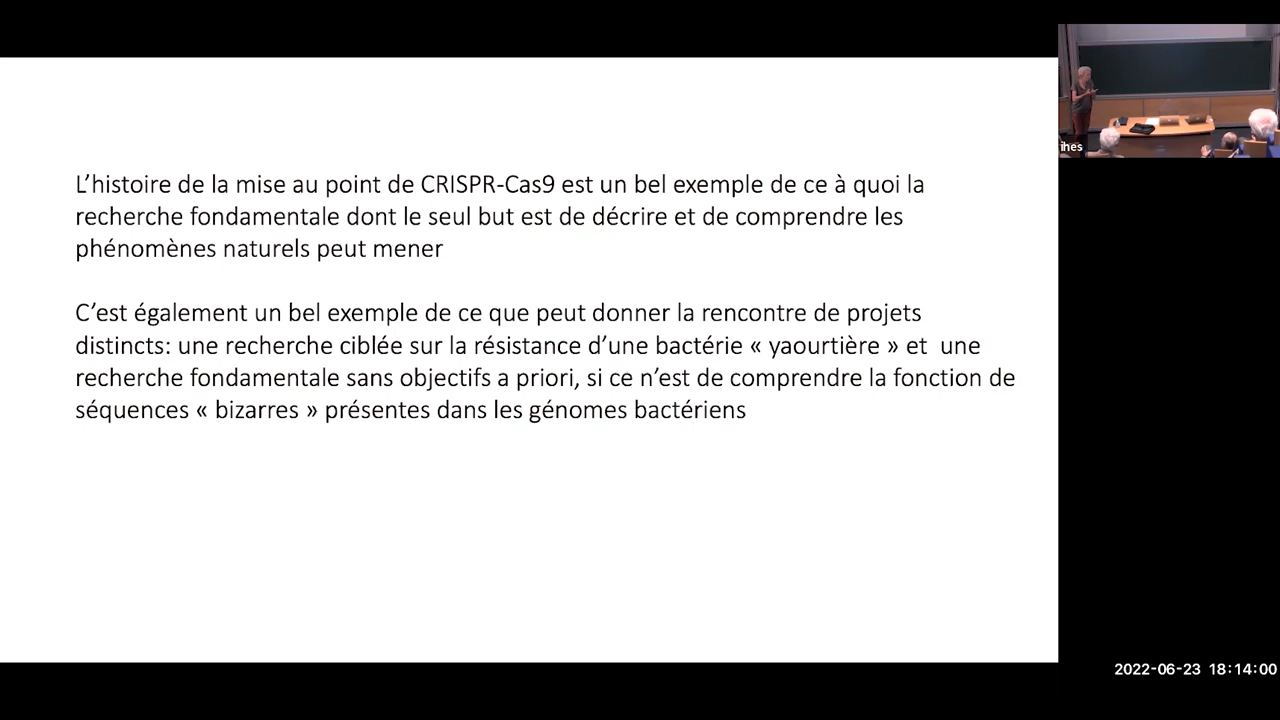 L'histoire de la mise au point de CRISPR-Cas9 est un bel exemple de ce à quoi la
recherche fondamentale dont le seul but est de décrire et de comprendre les
phénomènes naturels peut mener
C'est également un bel exemple de ce que peut donner la rencontre de projets
distincts: une recherche ciblée sur la résistance d'une bactérie « yaourtière » et  une
recherche fondamentale sans objectifs a priori, si ce n'est de comprendre la fonction de
séquences « bizarres » présentes dans les génomes bactériens
ihes
2022-06-23 18:14:00